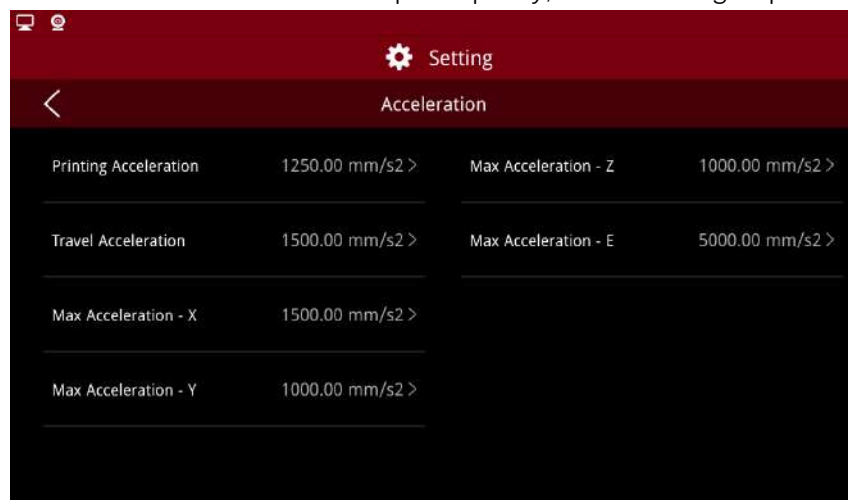 Setting
Acceleration
Printing Acceleration 1250.00 mm/s2 >
Travel Acceleration 1500.00 mm/s2 >
Max Acceleration - X 1500.00 mm/s2 >
Max Acceleration - Y 1000.00 mm/s2 >
Max Acceleration - Z 1000.00 mm/s2 >
Max Acceleration - E 5000.00 mm/s2 >